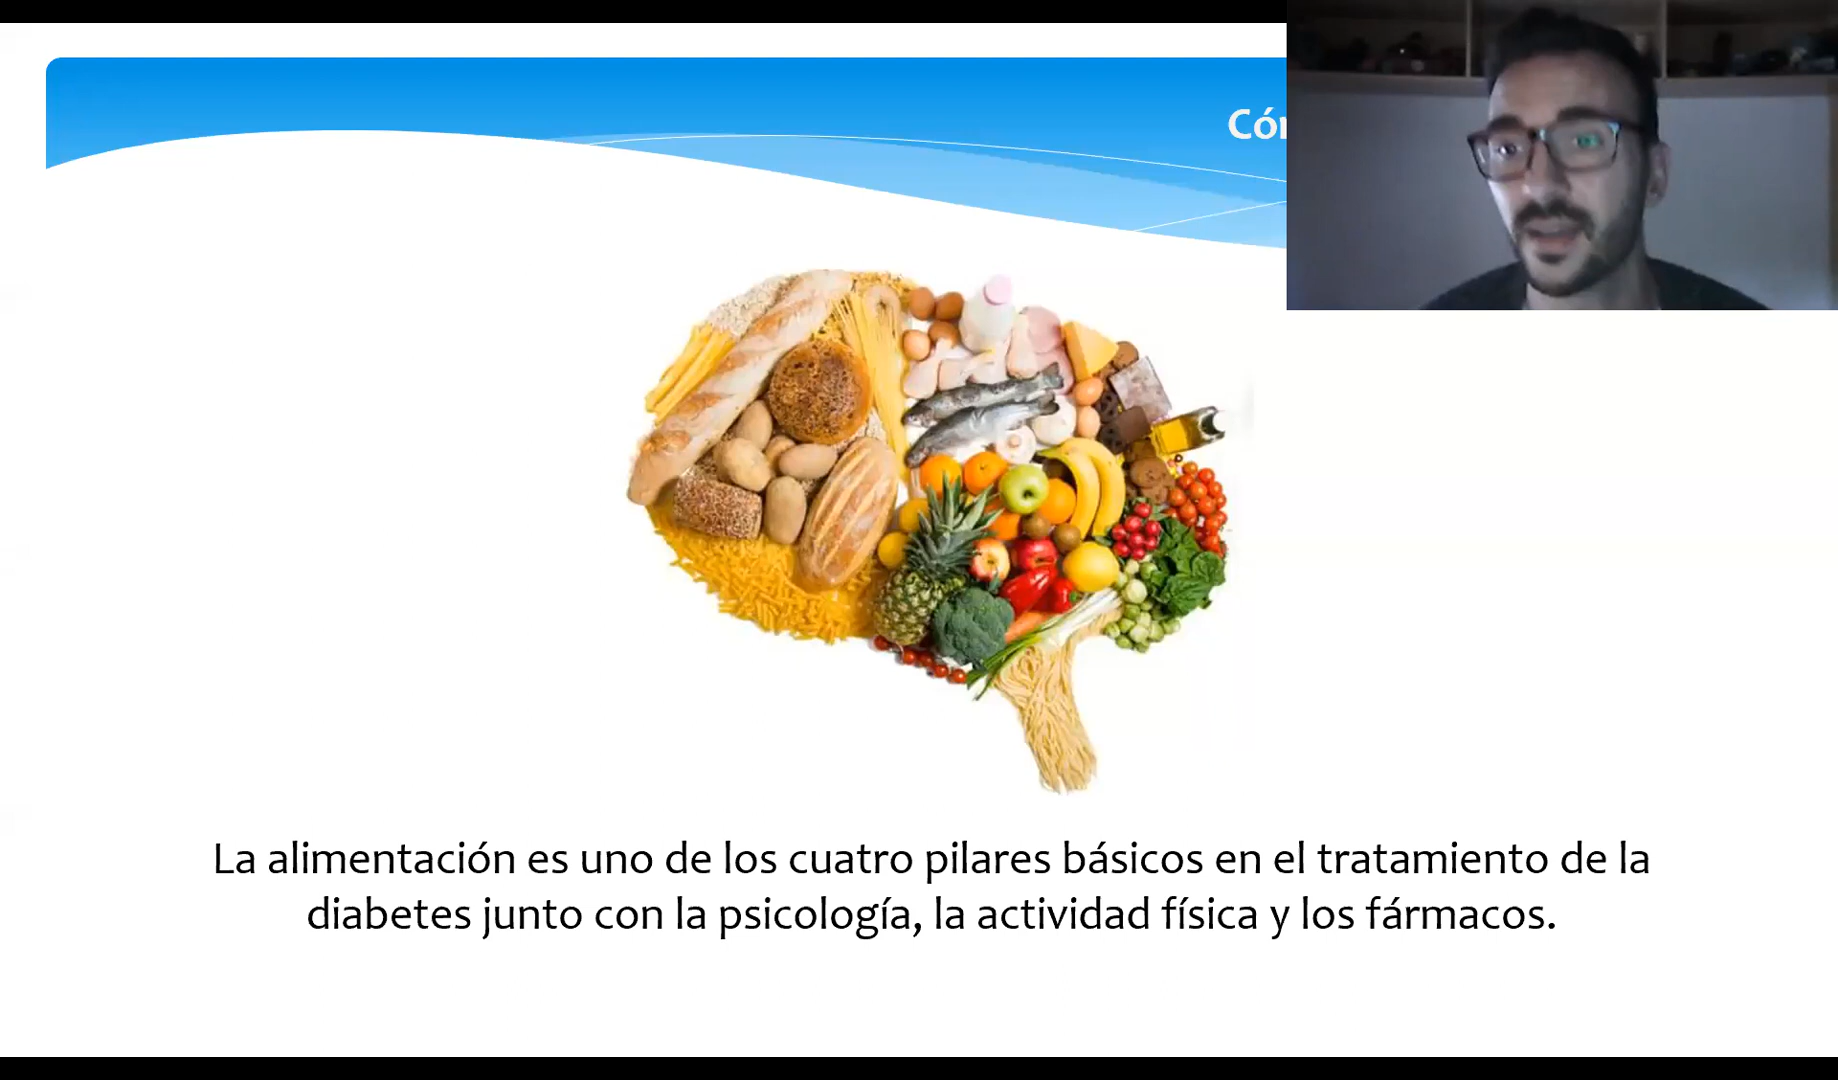 La alimentación es uno de los cuatro pilares básicos en el tratamiento de la
diabetes junto con la psicología, la actividad física y los fármacos.